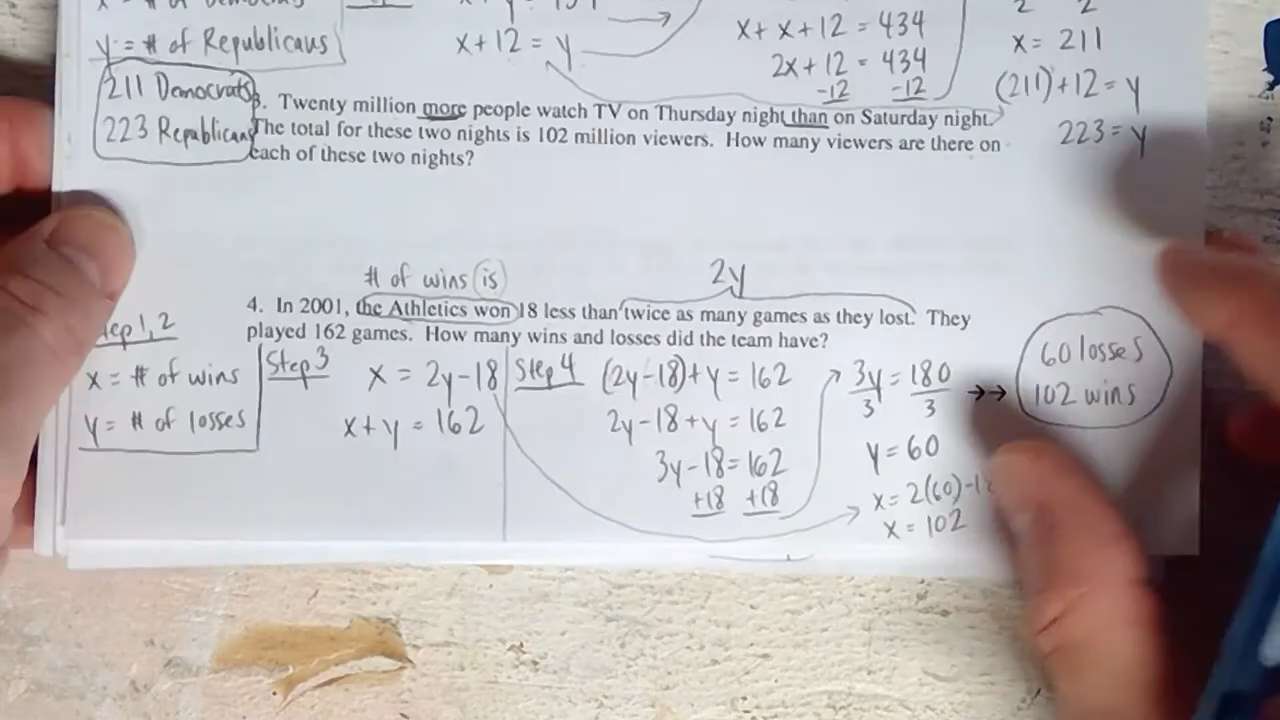 y = # of Republicans
x + 12 = y
x + x + 12 = 434
2x + 12 = 434
-12 -12
2 2
x = 211
(211) + 12 = y
223 = y
211 Democrats
223 Republicans
3. Twenty million more people watch TV on Thursday night than on Saturday night.
The total for these two nights is 102 million viewers. How many viewers are there on
each of these two nights?
# of wins is
2y
4. In 2001, the Athletics won 18 less than twice as many games as they lost. They
played 162 games. How many wins and losses did the team have?
Step 1, 2
x = # of wins
y = # of losses
Step 3
x = 2y - 18
x + y = 162
Step 4
(2y - 18) + y = 162
2y - 18 + y = 162
3y - 18 = 162
+18 +18
3y = 180
3 3
y = 60
x = 2(60) - 1
x = 102
60 losses
102 wins